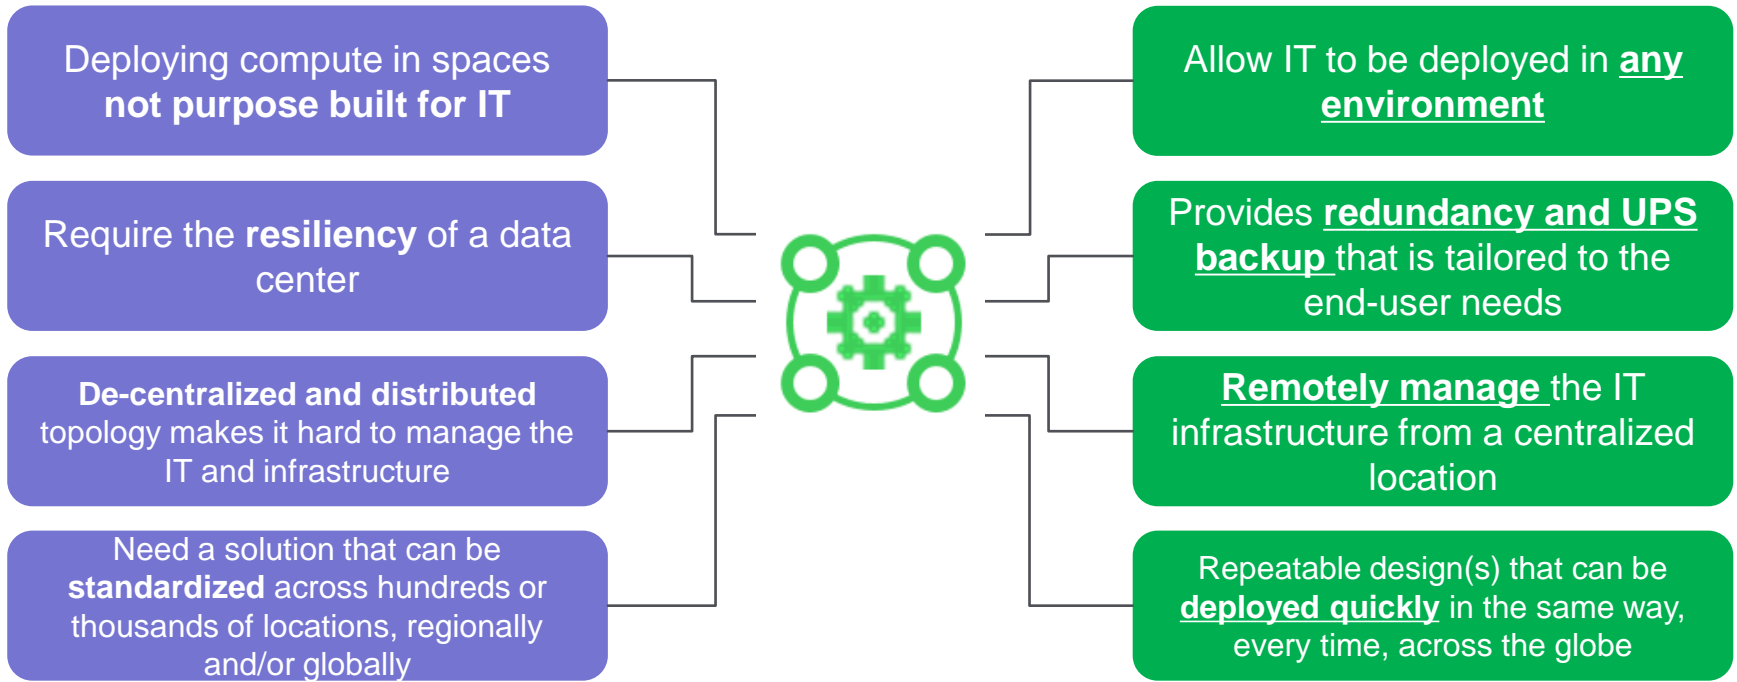 Deploying compute in spaces
not purpose built for IT
Require the resiliency of a data
center
De-centralized and distributed
topology makes it hard to manage the
IT and infrastructure
Need a solution that can be
standardized across hundreds or
thousands of locations, regionally
and/or globally
Allow IT to be deployed in any
environment
Provides redundancy and UPS
backup that is tailored to the
end-user needs
Remotely manage the IT
infrastructure from a centralized
location
Repeatable design(s) that can be
deployed quickly in the same way,
every time, across the globe